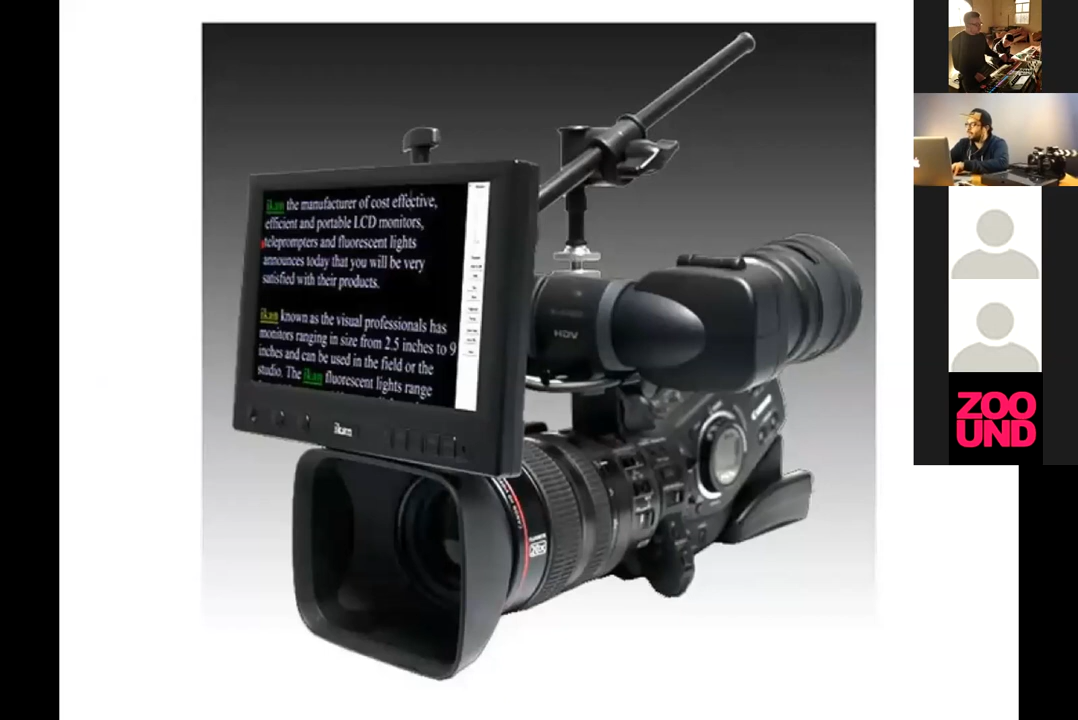 ikan the manufacturer of cost effective,
efficient and portable LCD monitors,
teleprompters and fluorescent lights
announces today that you will be very
satisfied with their products.
ikan known as the visual professionals has
monitors ranging in size from 2.5 inches to 9
inches and can be used in the field or the
studio. The ikan fluorescent lights range
ikan
HDV
20x
Canon
ZOO
UND